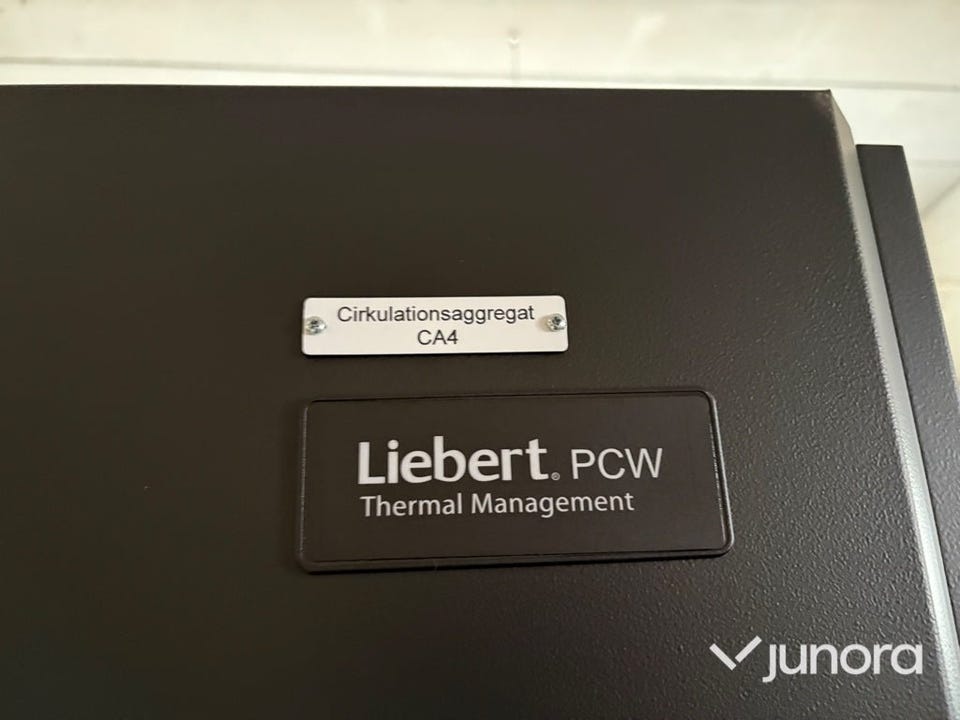 Cirkulationsaggregat
CA4
Liebert® PCW
Thermal Management
junora